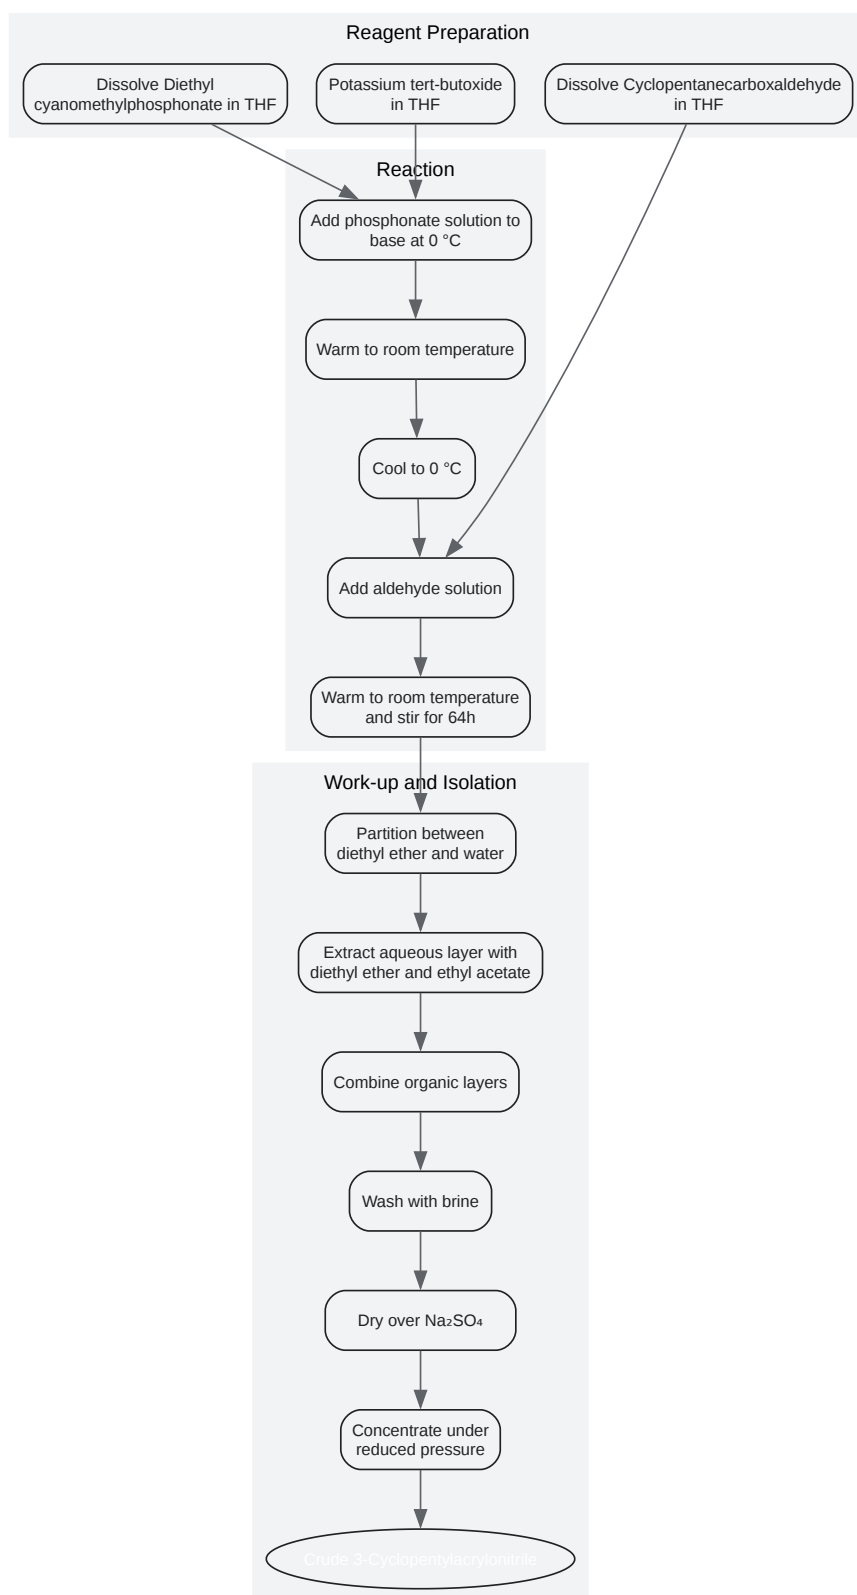 Reagent Preparation
Dissolve Diethyl
cyanomethylphosphonate in THF
Potassium tert-butoxide
in THF
Dissolve Cyclopentanecarboxaldehyde
in THF
Reaction
Add phosphonate solution to
base at 0 °C
Warm to room temperature
Cool to 0 °C
Add aldehyde solution
Warm to room temperature
and stir for 64h
Work-up and Isolation
Partition between
diethyl ether and water
Extract aqueous layer with
diethyl ether and ethyl acetate
Combine organic layers
Wash with brine
Dry over Na₂SO₄
Concentrate under
reduced pressure
Crude 3-Cyclopentylacrylonitrile